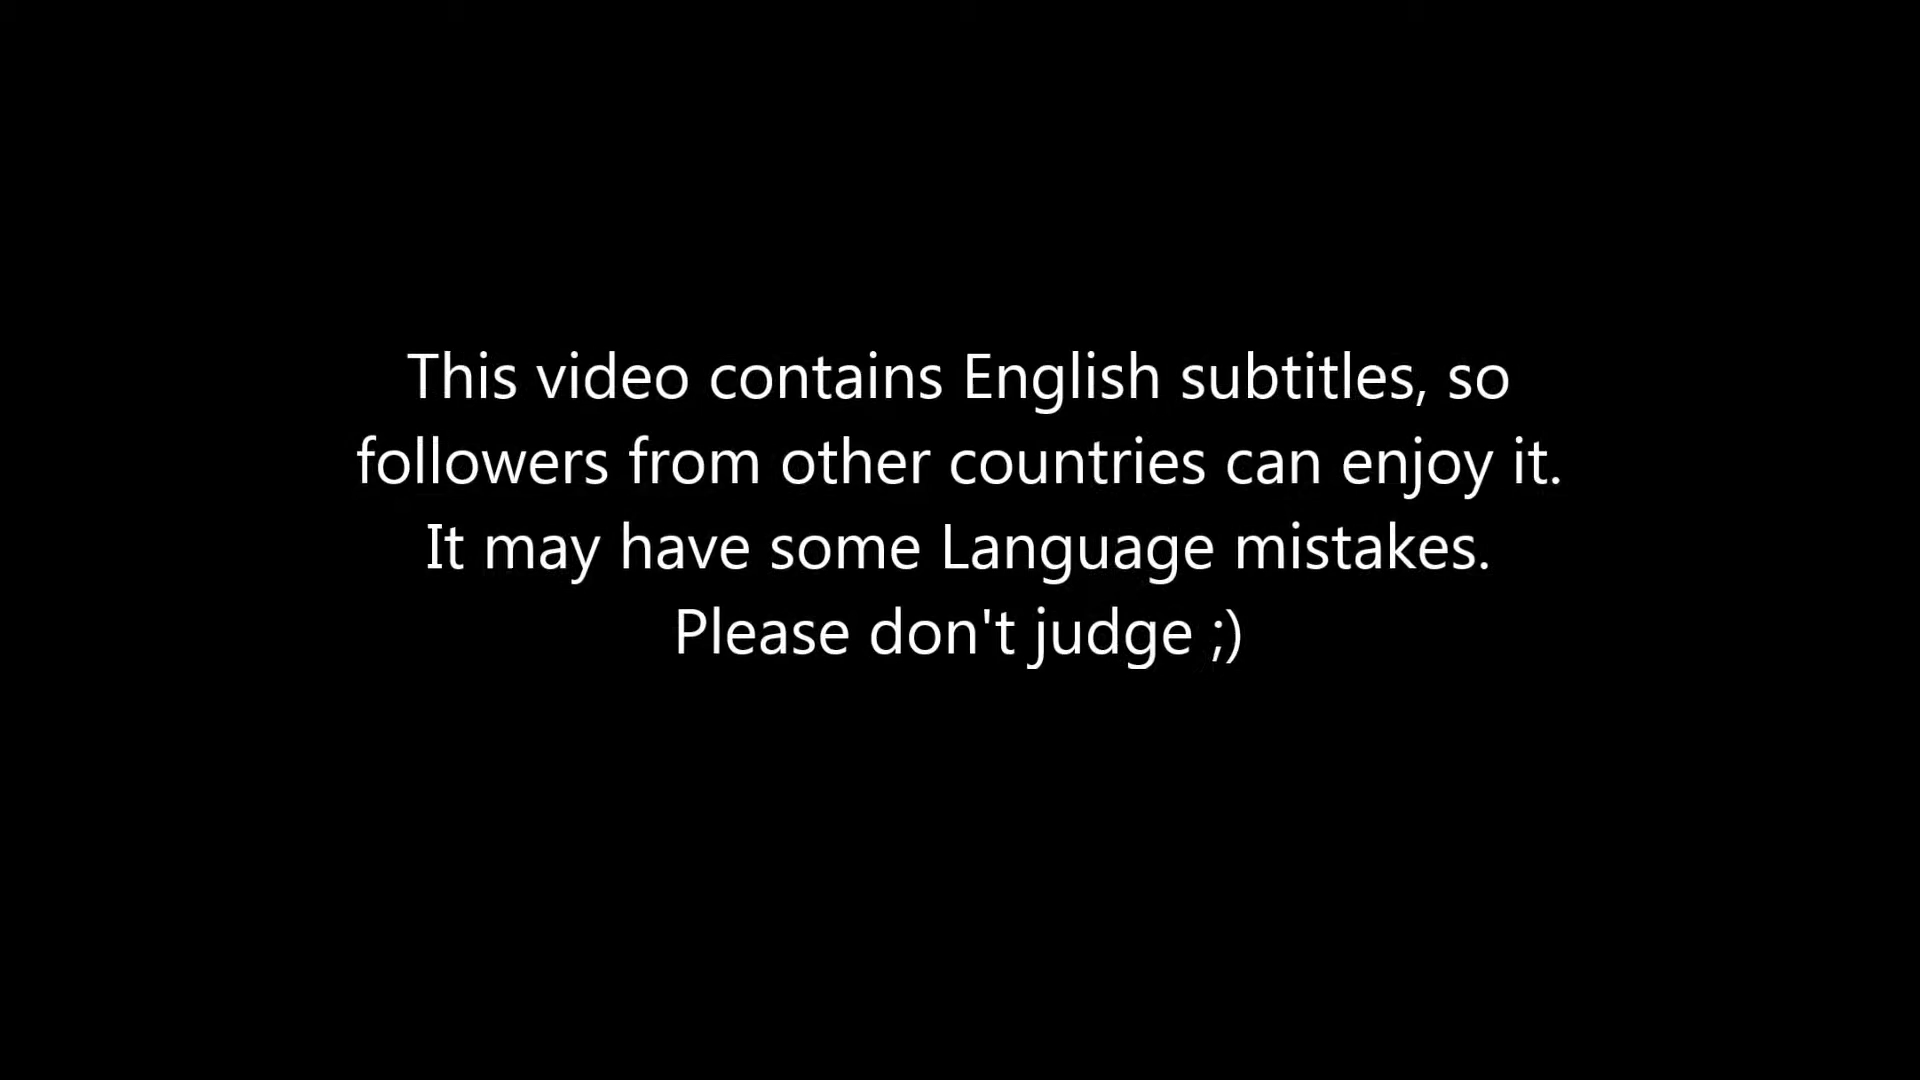 This video contains English subtitles, so
followers from other countries can enjoy it.
It may have some Language mistakes.
Please don't judge ;)